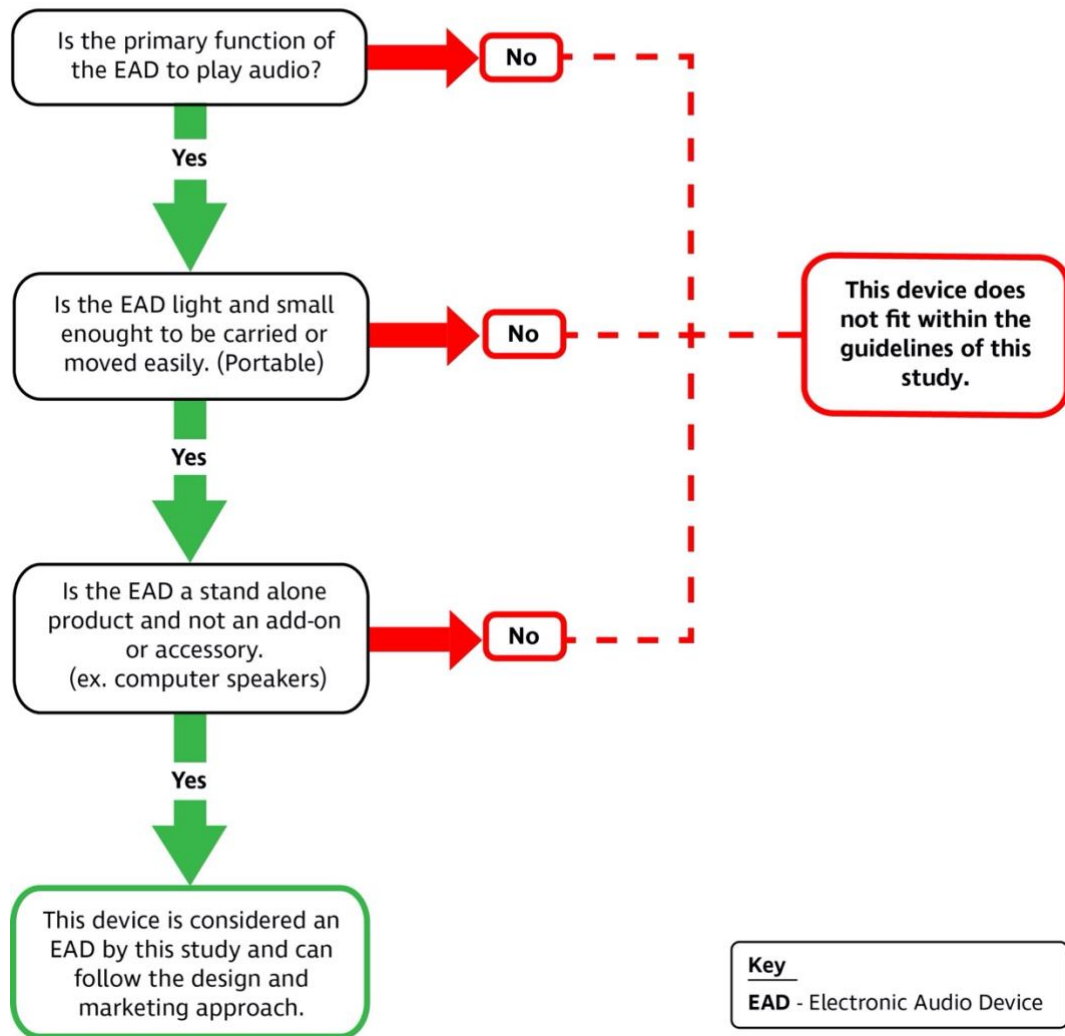 Is the primary function of
the EAD to play audio?
No
Yes
Is the EAD light and small
enought to be carried or
moved easily. (Portable)
No
This device does
not fit within the
guidelines of this
study.
Yes
Is the EAD a stand alone
product and not an add-on
or accessory.
(ex. computer speakers)
No
Yes
This device is considered an
EAD by this study and can
follow the design and
marketing approach.
Key
EAD - Electronic Audio Device